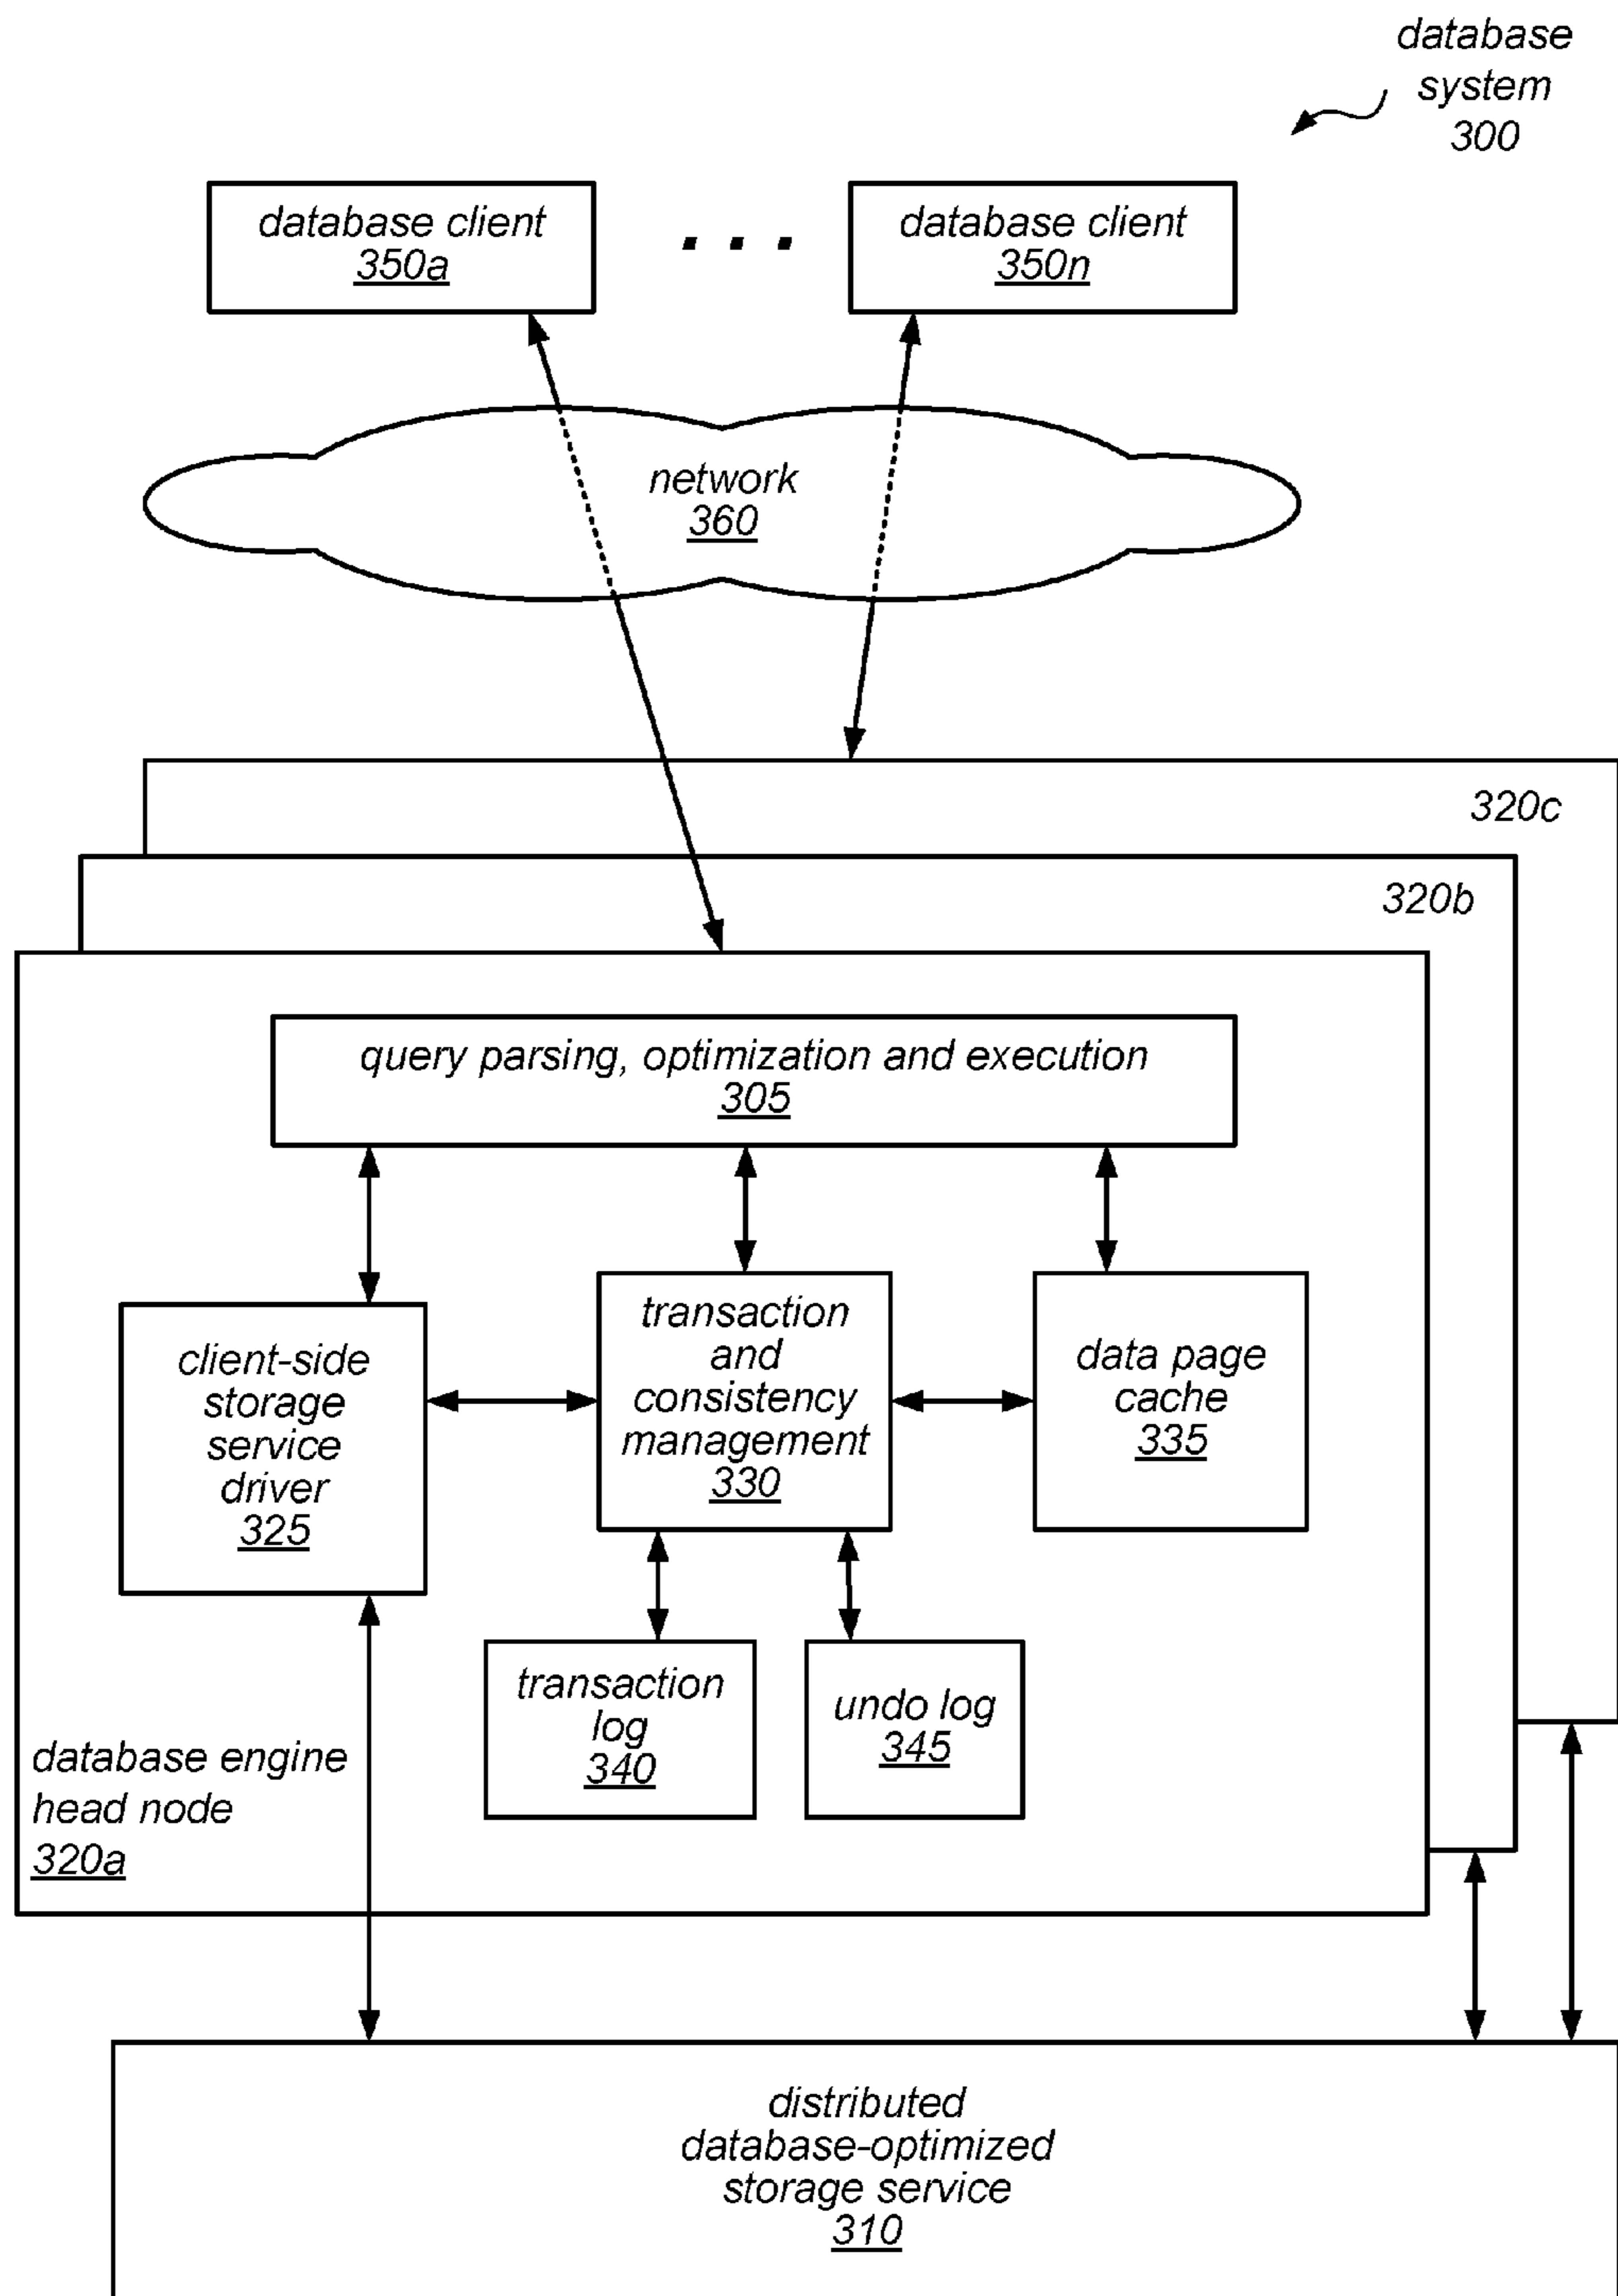 database
system
300
database client
350a
. . .
database client
350n
network
360
320c
320b
query parsing, optimization and execution
305
client-side
storage
service
driver
325
transaction
and
consistency
management
330
data page
cache
335
transaction
log
340
undo log
345
database engine
head node
320a
distributed
database-optimized
storage service
310